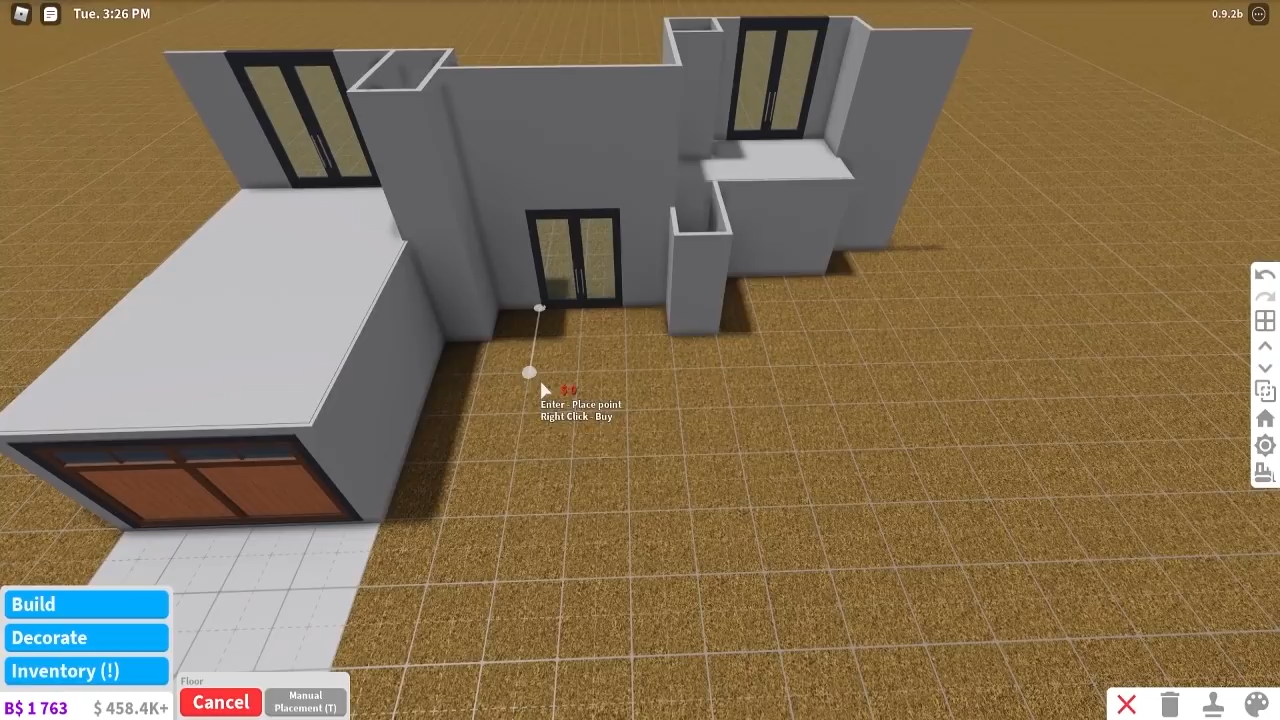 Tue. 3:26 PM
0.9.2b
$0
Enter - Place point
Right Click - Buy
Build
Decorate
Inventory (!)
B$ 1 763
$ 458.4K+
Floor
Cancel
Manual
Placement (T)